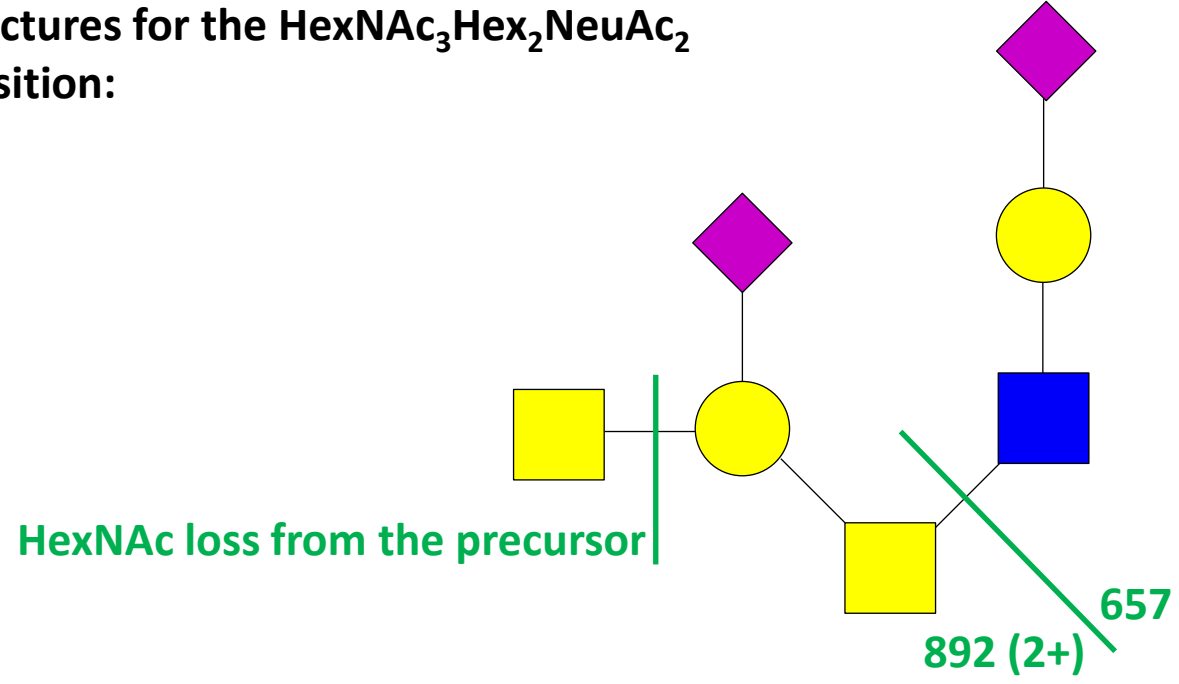 ctures for the HexNAc₃Hex₂NeuAc₂
sition:
HexNAc loss from the precursor
657
892 (2+)